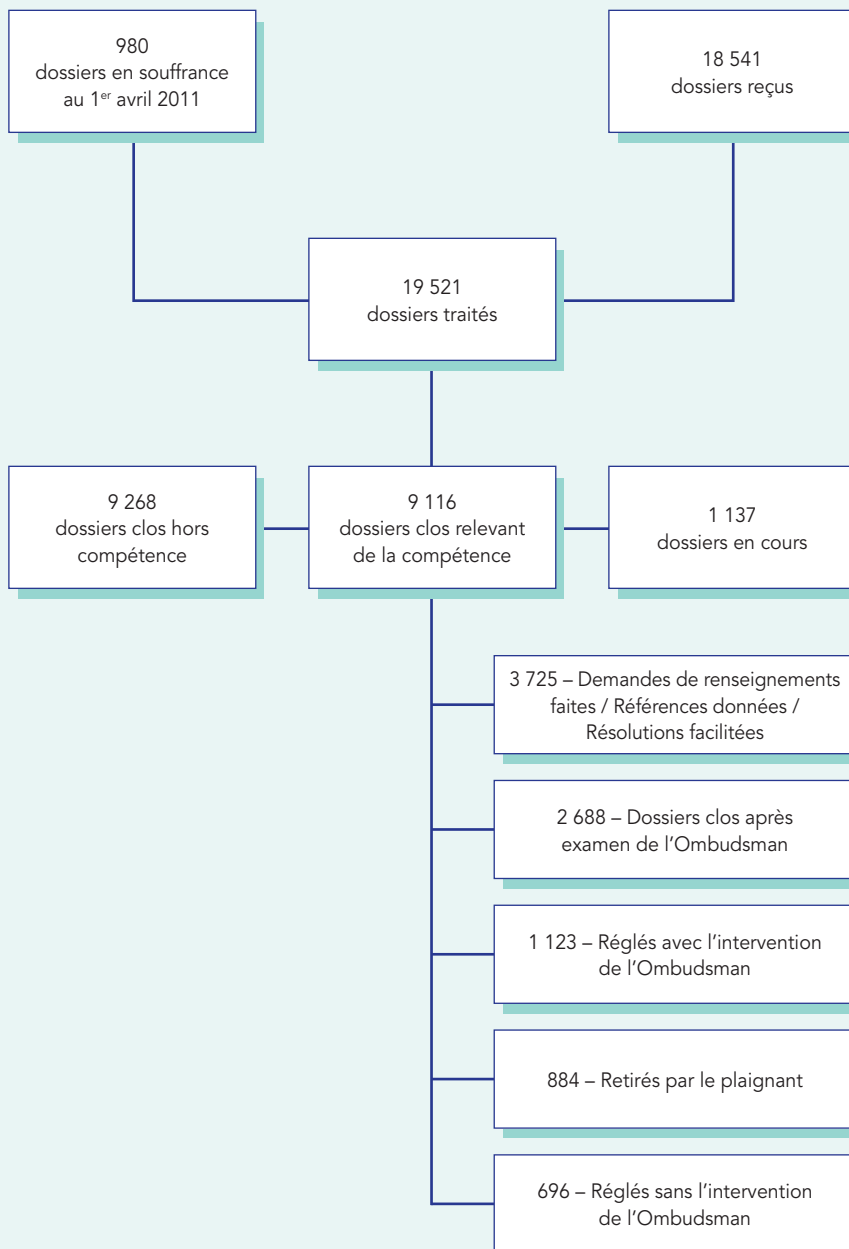 980
dossiers en souffrance
au 1er avril 2011
18 541
dossiers reçus
19 521
dossiers traités
9 268
dossiers clos hors
compétence
9 116
dossiers clos relevant
de la compétence
1 137
dossiers en cours
3 725 – Demandes de renseignements
faites / Références données /
Résolutions facilitées
2 688 – Dossiers clos après
examen de l’Ombudsman
1 123 – Réglés avec l’intervention
de l’Ombudsman
884 – Retirés par le plaignant
696 – Réglés sans l’intervention
de l’Ombudsman